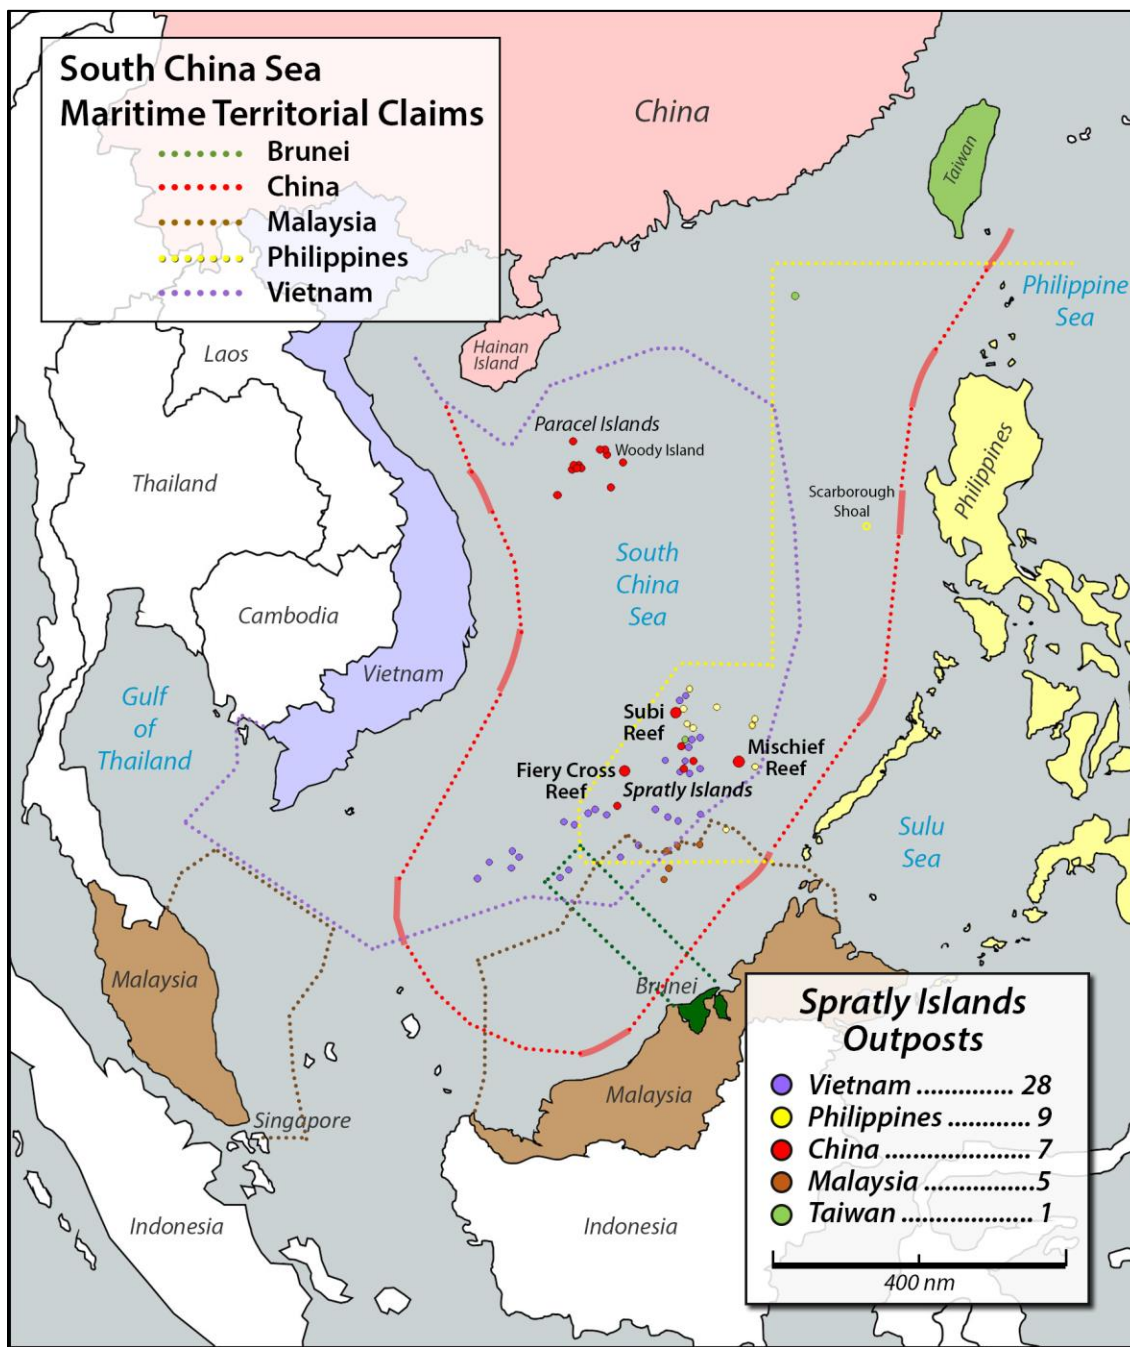 South China Sea
Maritime Territorial Claims
Brunei
China
Malaysia
Philippines
Vietnam
China
Taiwan
Philippine
Sea
Hainan
Island
Laos
Paracel Islands
Woody Island
Thailand
Scarborough
Shoal
Philippines
South
China
Sea
Cambodia
Vietnam
Gulf
of
Thailand
Subi
Reef
Mischief
Reef
Fiery Cross
Reef
Spratly Islands
Sulu
Sea
Malaysia
Brunei
Malaysia
Singapore
Indonesia
Indonesia
Spratly Islands
Outposts
Vietnam .............. 28
Philippines ............ 9
China ..................... 7
Malaysia ................5
Taiwan ................... 1
400 nm